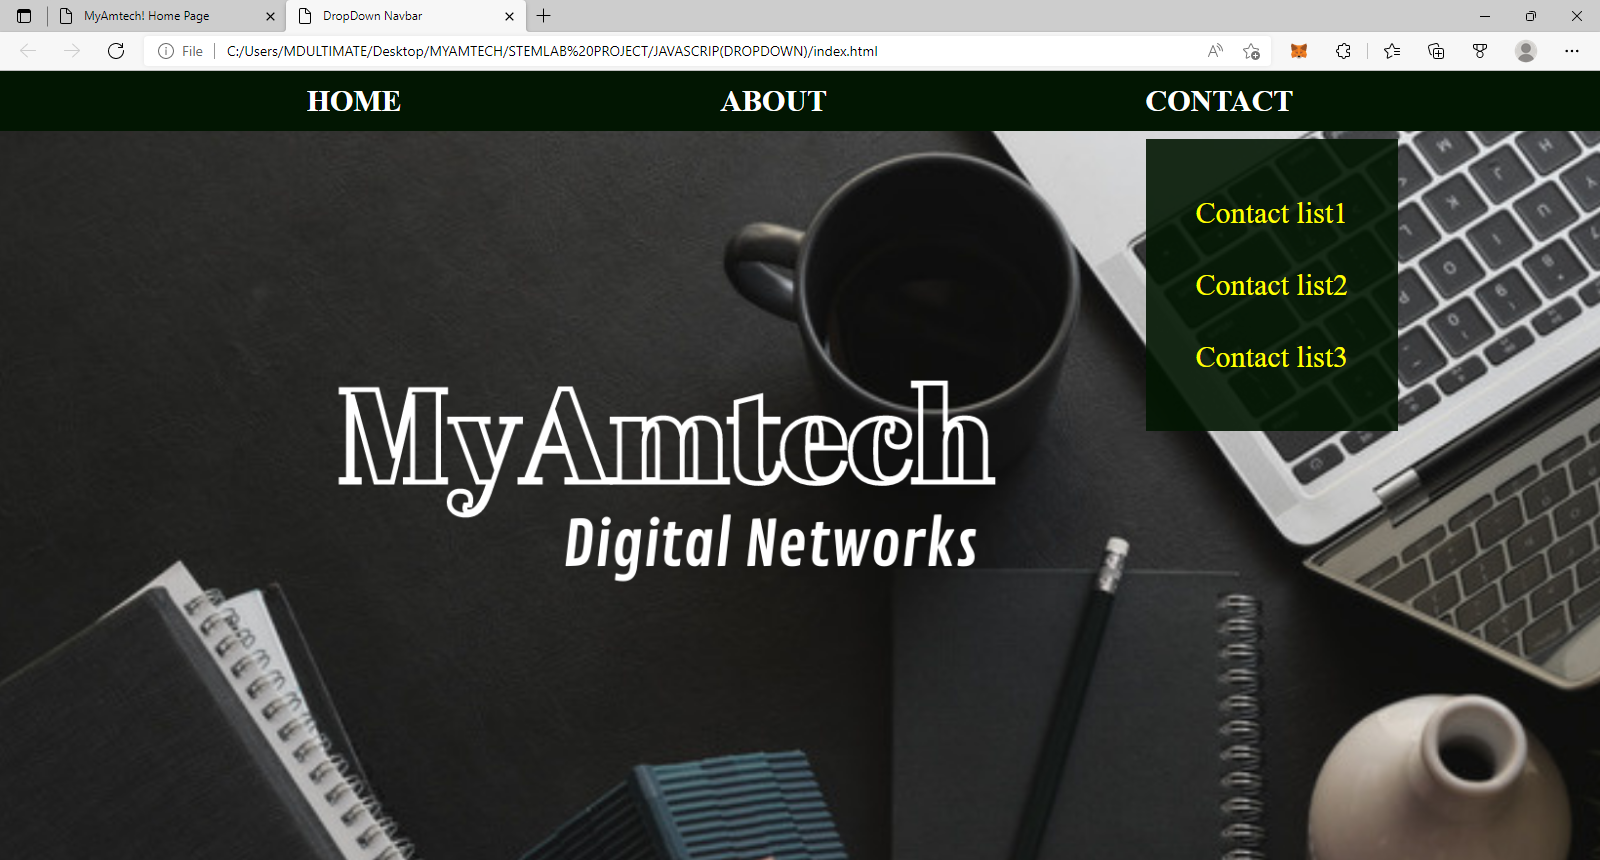 MyAmtech! Home Page
DropDown Navbar
File
C:/Users/MDULTIMATE/Desktop/MYAMTECH/STEMLAB%20PROJECT/JAVASCRIP(DROPDOWN)/index.html
HOME ABOUT CONTACT
Contact list1
Contact list2
Contact list3
MyAmtech
Digital Networks